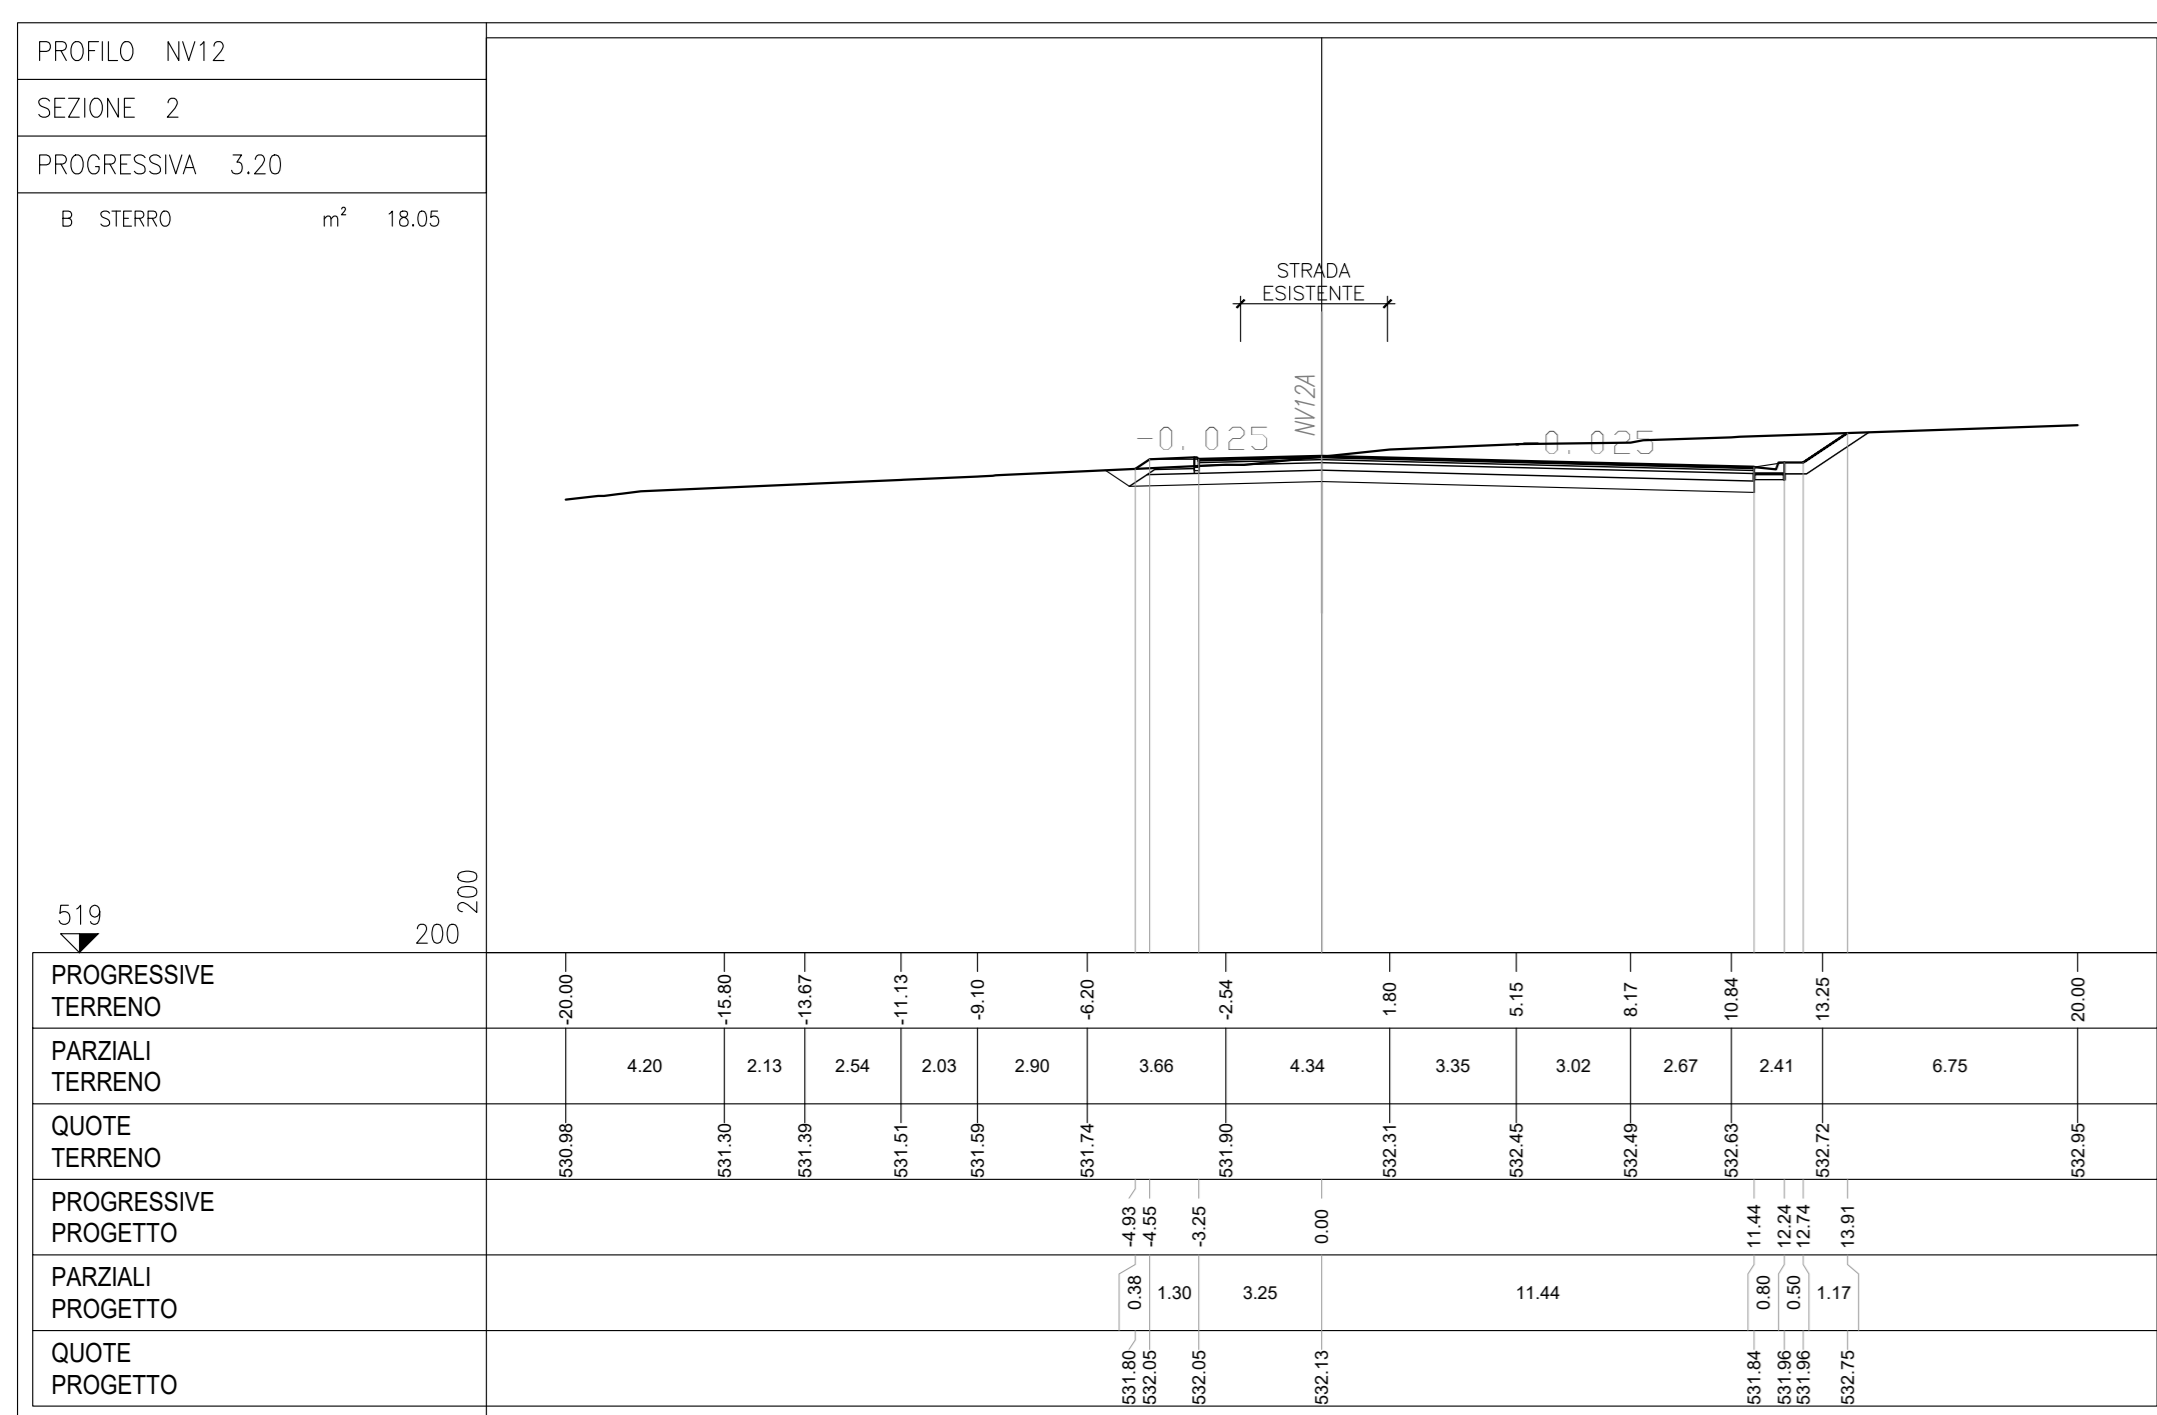 PROFILO NV12
SEZIONE 2
PROGRESSIVA 3.20
B STERRO m² 18.05
STRADA
ESISTENTE
NV12A
-0.025
-0.025
519
200
200
PROGRESSIVE
TERRENO
-20.00 -15.80 -13.67 -11.13 -9.10 -6.20 -2.54 1.80 5.15 8.17 10.84 13.25 20.00
PARZIALI
TERRENO
4.20 2.13 2.54 2.03 2.90 3.66 4.34 3.35 3.02 2.67 2.41 6.75
QUOTE
TERRENO
530.98 531.30 531.39 531.51 531.59 531.74 531.90 532.31 532.45 532.49 532.63 532.72 532.95
PROGRESSIVE
PROGETTO
-4.93 -4.55 -3.25 0.00 11.44 12.24 12.74 13.91
PARZIALI
PROGETTO
0.38 1.30 3.25 11.44 0.80 0.50 1.17
QUOTE
PROGETTO
531.80 532.05 532.05 532.13 531.84 531.96 531.96 532.75